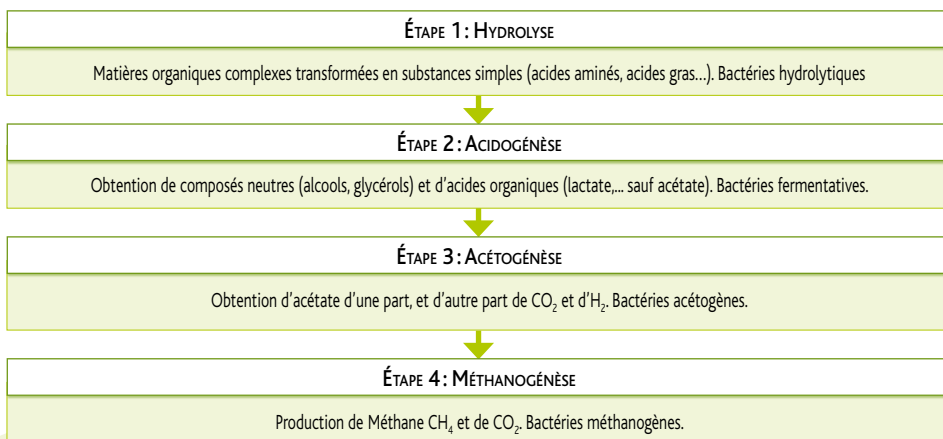 Étape 1 : Hydrolyse
Matières organiques complexes transformées en substances simples (acides aminés, acides gras...). Bactéries hydrolytiques
Étape 2 : Acidogénèse
Obtention de composés neutres (alcools, glycérols) et d'acides organiques (lactate,... sauf acétate). Bactéries fermentatives.
Étape 3 : Acétogénèse
Obtention d'acétate d'une part, et d'autre part de CO₂ et d'H₂. Bactéries acétogènes.
Étape 4 : Méthanogénèse
Production de Méthane CH₄ et de CO₂. Bactéries méthanogènes.